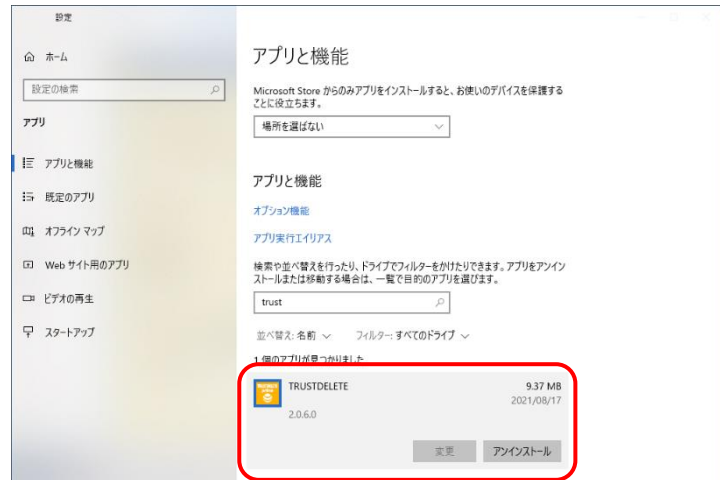 設定
ホーム
設定の検索
アプリ
アプリと機能
既定のアプリ
オフライン マップ
Web サイト用のアプリ
ビデオの再生
スタートアップ
アプリと機能
Microsoft Store からのみアプリをインストールすると、お使いのデバイスを保護する
ことに役立ちます。
場所を選ばない
アプリと機能
オプション機能
アプリ実行エイリアス
検索や並べ替えを行ったり、ドライブでフィルターをかけたりできます。アプリをアンイン
ストールまたは移動する場合は、一覧で目的のアプリを選びます。
trust
並べ替え: 名前 フィルター: すべてのドライブ
1 個のアプリが見つかりました
TRUSTDELETE 9.37 MB
2021/08/17
2.0.6.0
変更 アンインストール